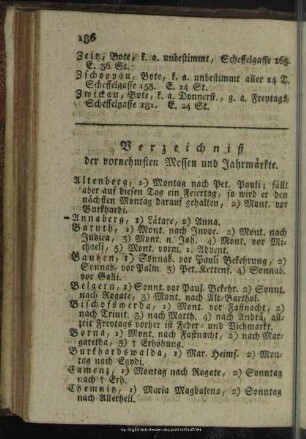 186
Zeitz, Bote, k. a. unbestimmt, Scheffelgasse 165.
E. 36 St.
Zschoppau, Bote, k. a. unbestimmt aller 14 T.
Scheffelgasse 153. E. 14 St.
Zwickau, Bote, k. a. Donnerst., g. a. Freytags,
Scheffelgasse 181. E. 24 St.
Verzeichniß
der vornehmsten Messen und Jahrmärkte.
Altenberg, 1) Montag nach Pet. Pauli; fällt
aber auf diesen Tag ein Feiertag, so wird er den
nächsten Montag darauf gehalten, 2) Mont. vor
Burkhardi.
Annaberg, 1) Lätare, 2) Anna.
Baruth, 1) Mont. nach Invoc. 2) Mont. nach
Judica, 3) Mont. n. Joh. 4) Mont. vor Mi-
chaeli, 5) Mont. vorm. 1. Advent.
Bautzen, 1) Sonnab. vor Pauli Bekehrung, 2)
Sonnab. vor Palm. 3) Pet. Kettenf. 4) Sonnab.
vor Galli.
Belgern, 1) Sonnt. vor Paul. Bekehr. 2) Sonnt.
nach Rogate, 3) Mont. nach Alt-Barthol.
Bischofswerda, 1) Mont. vor Faßnacht, 2)
nach Trinit. 3) nach Matth. 4) nach Andrä, all-
zeit Freytags vorher ist Feder- und Viehmarkt.
Borna, 1) Mont. nach Faßnacht, 2) nach Mar-
garetha, 3) † Erhöhung.
Burkhardswalda, 1) Mar. Heims. 2) Mon-
tag nach Egydi.
Camenz, 1) Montag nach Rogate, 2) Sonntag
nach † Erh.
Chemnitz, 1) Maria Magdalena, 2) Sonntag
nach Allerheil.